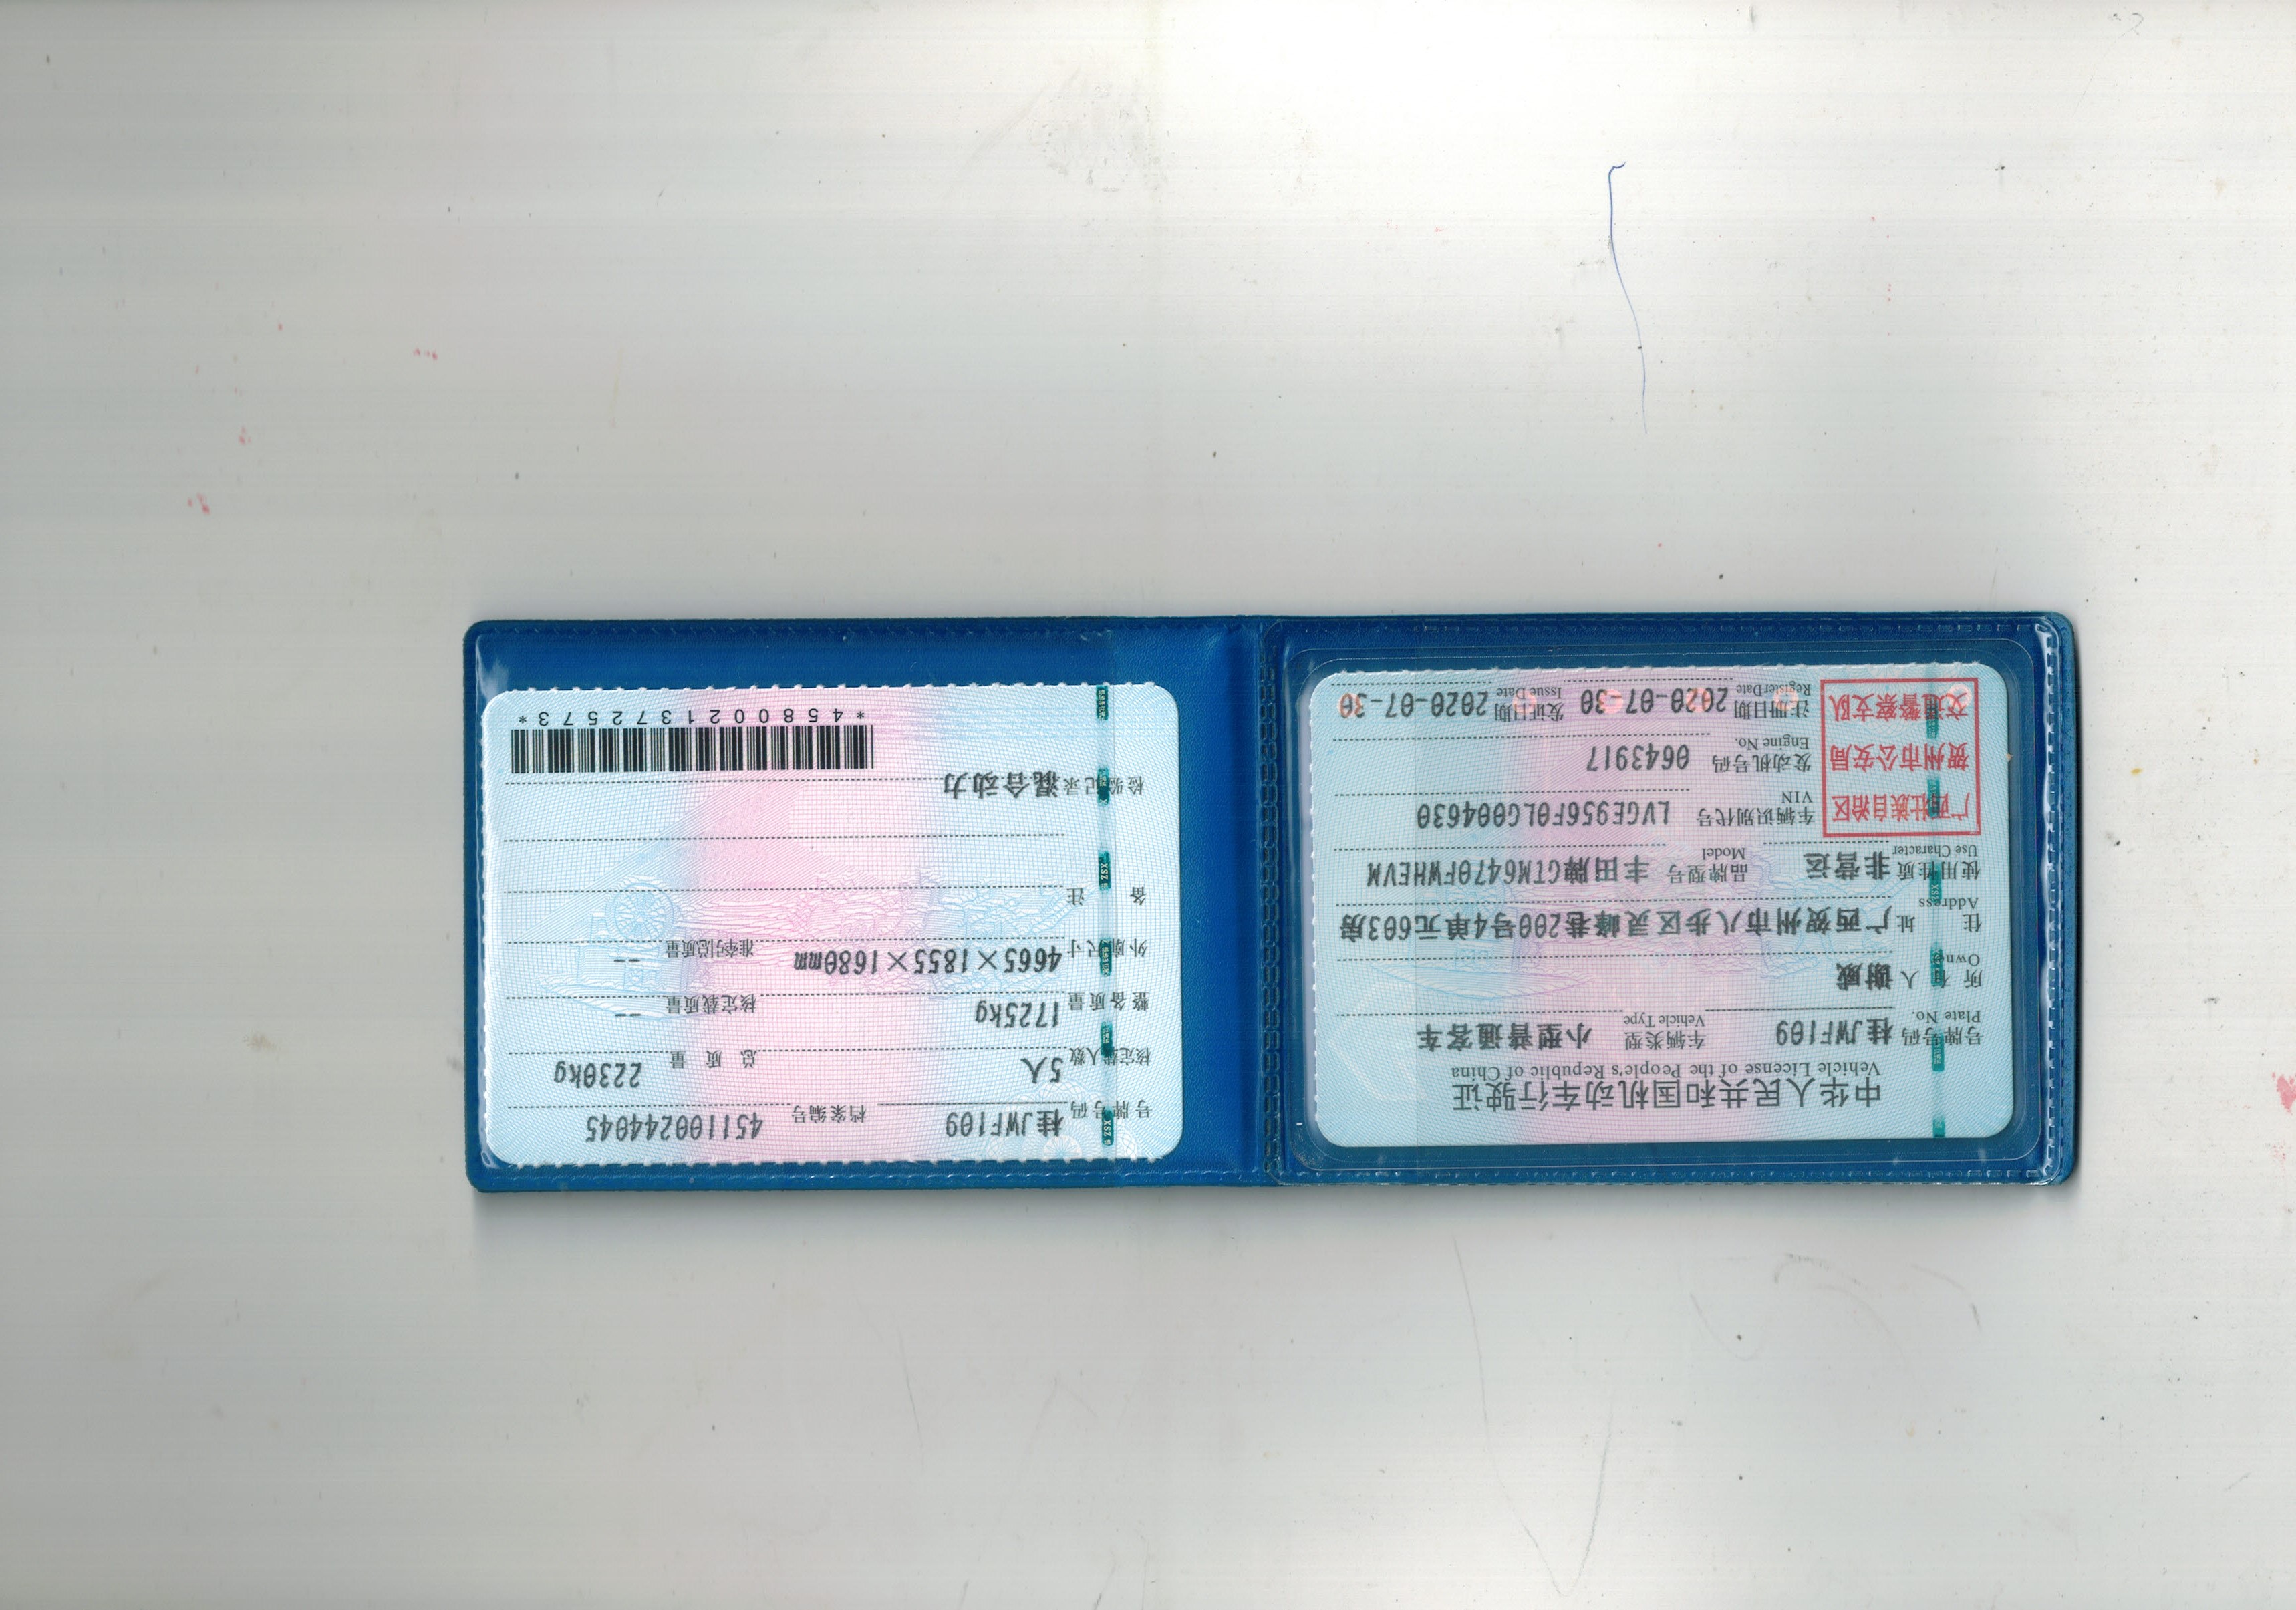 中华人民共和国机动车行驶证
Vehicle License of the People's Republic of China
号牌号码 桂JWF109 车辆类型 小型普通客车
Plate No. Vehicle Type
所有人 谢威
Owner
住址 广西贺州市八步区灵峰巷200号4单元603房
Address
使用性质 非营运 品牌型号 丰田牌GTM6470FWHEVM
Use Character Model
广西壮族自治区
贺州市公安局
交通警察支队
车辆识别代号 LVGE956F0LG004630
VIN
发动机号码 0643917
Engine No.
注册日期 2020-07-30 发证日期 2020-07-30
Register Date Issue Date
号牌号码 桂JWF109 档案编号 451100244045
核定载人数 5人 总质量 2230kg
整备质量 1725kg 核定载质量 --
外廓尺寸 4665×1855×1680mm 准牵引总质量 --
备注
检验记录 混合动力
*4580021372573*